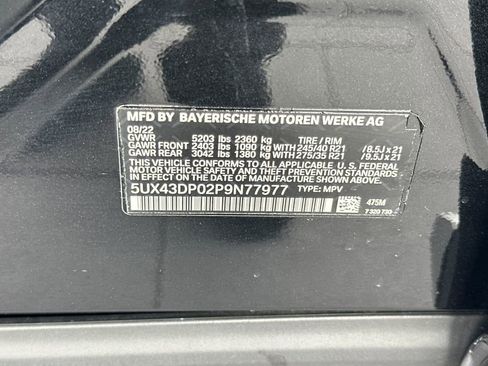 MFD BY BAYERISCHE MOTOREN WERKE AG
08/22
GVWR 5203 lbs 2360 kg TIRE / RIM
GAWR FRONT 2403 lbs 1090 kg 245/40 R21 /8.5J x 21
GAWR REAR 3042 lbs 1380 kg 275/35 R21 /9.5J x 21
THIS VEHICLE CONFORMS TO ALL APPLICABLE FEDERAL
MOTOR VEHICLE SAFETY, BUMPER, AND THEFT PREVENTION
STANDARDS IN EFFECT ON THE DATE OF MANUFACTURE SHOWN ABOVE.
5UX43DP02P9N77977 TYPE: MPV
475M
7 329 730